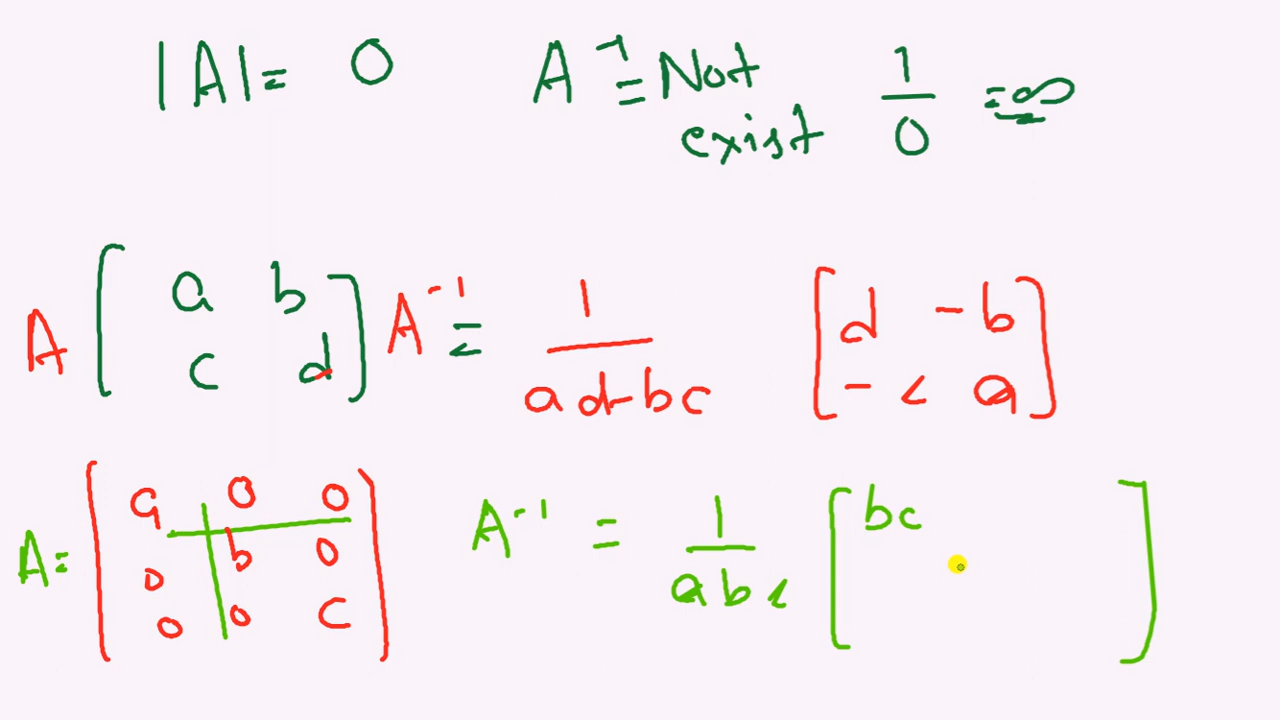 |A| = 0 A⁻¹ = Not exist 1/0 = ∞
A [ a b
c d ] A⁻¹ = 1/(ad-bc) [ d -b
-c a ]
A = [ a 0 0
0 b 0
0 0 c ] A⁻¹ = 1/(abc) [ bc ]